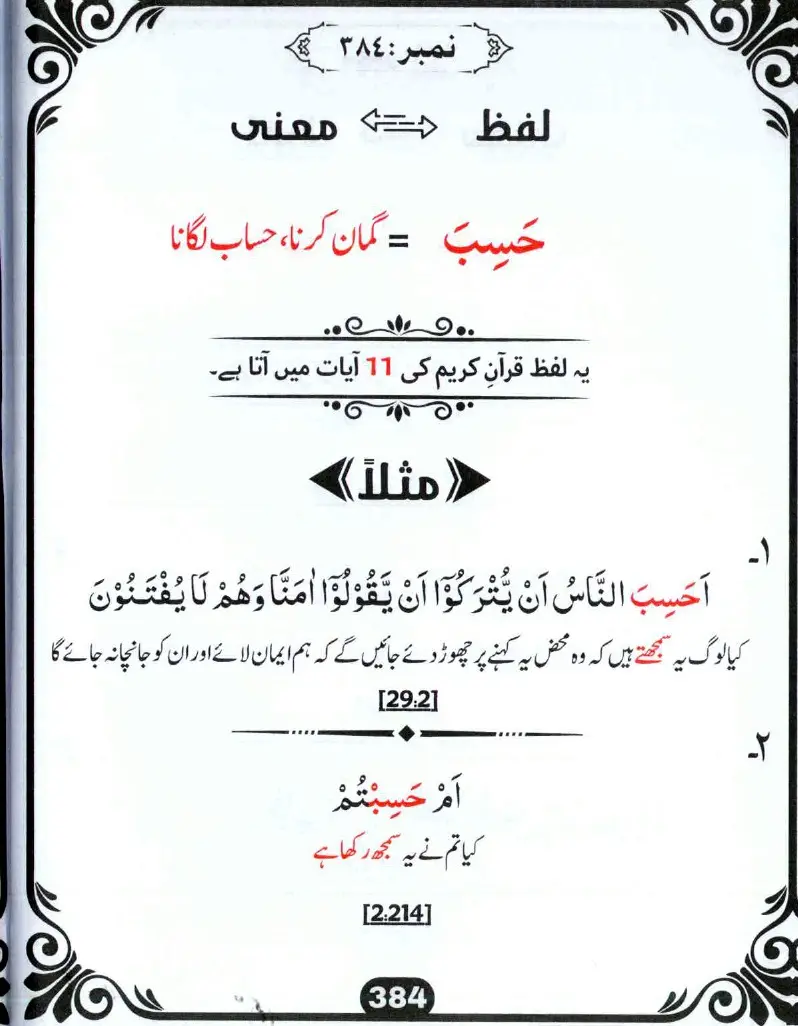 نمبر: ۳۸٤
لفظ ⇐⇒ معنی
حَسِبَ = گمان کرنا، حساب لگانا
یہ لفظ قرآنِ کریم کی 11 آیات میں آتا ہے۔
مثلاً
۱۔
اَحَسِبَ النَّاسُ اَنْ يُّتْرَكُوْٓا اَنْ يَّقُوْلُوْٓا اٰمَنَّا وَهُمْ لَا يُفْتَنُوْنَ
کیا لوگ یہ سمجھتے ہیں کہ وہ محض یہ کہنے پر چھوڑ دئے جائیں گے کہ ہم ایمان لائے اور ان کو جانچا نہ جائے گا
[29:2]
۲۔
اَمْ حَسِبْتُمْ
کیا تم نے یہ سمجھ رکھا ہے
[2:214]
384